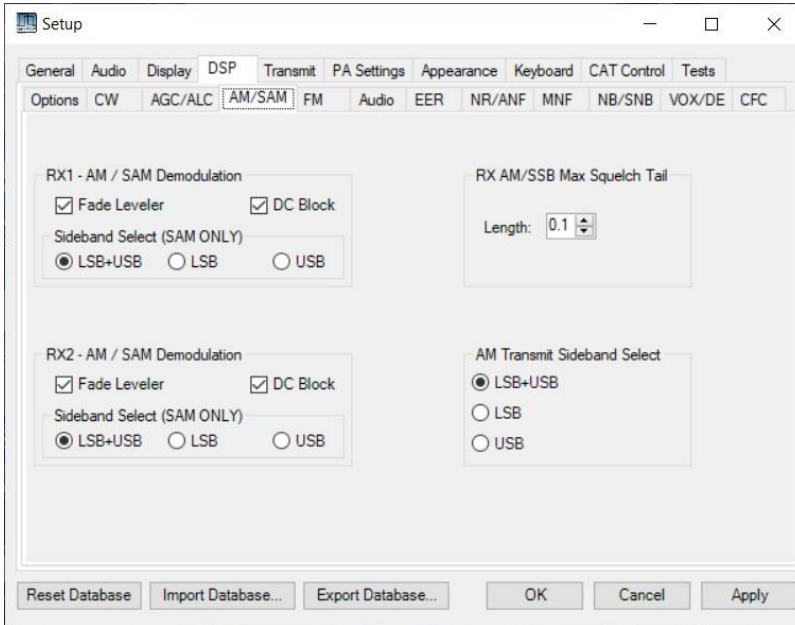 Setup
General Audio Display DSP Transmit PA Settings Appearance Keyboard CAT Control Tests
Options CW AGC/ALC AM/SAM FM Audio EER NR/ANF MNF NB/SNB VOX/DE CFC
RX1 - AM / SAM Demodulation
Fade Leveler DC Block
Sideband Select (SAM ONLY)
LSB+USB LSB USB
RX AM/SSB Max Squelch Tail
Length: 0.1
RX2 - AM / SAM Demodulation
Fade Leveler DC Block
Sideband Select (SAM ONLY)
LSB+USB LSB USB
AM Transmit Sideband Select
LSB+USB
LSB
USB
Reset Database Import Database... Export Database... OK Cancel Apply